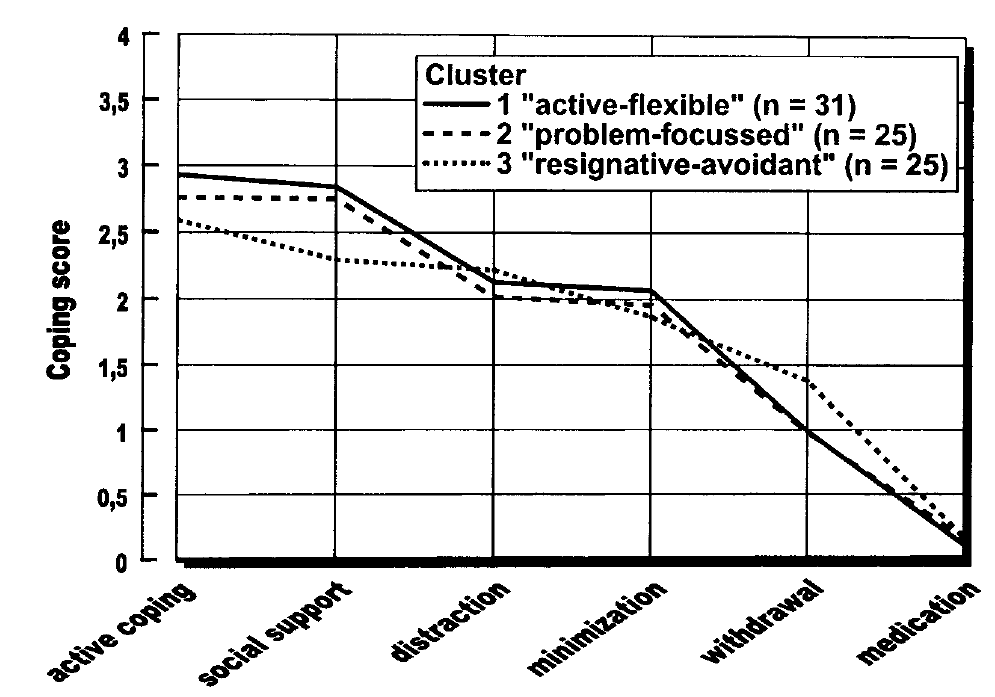 4
3,5
3
2,5
2
1,5
1
0,5
0
Coping score
Cluster
1 "active-flexible" (n = 31)
2 "problem-focussed" (n = 25)
3 "resignative-avoidant" (n = 25)
active coping
social support
distraction
minimization
withdrawal
medication